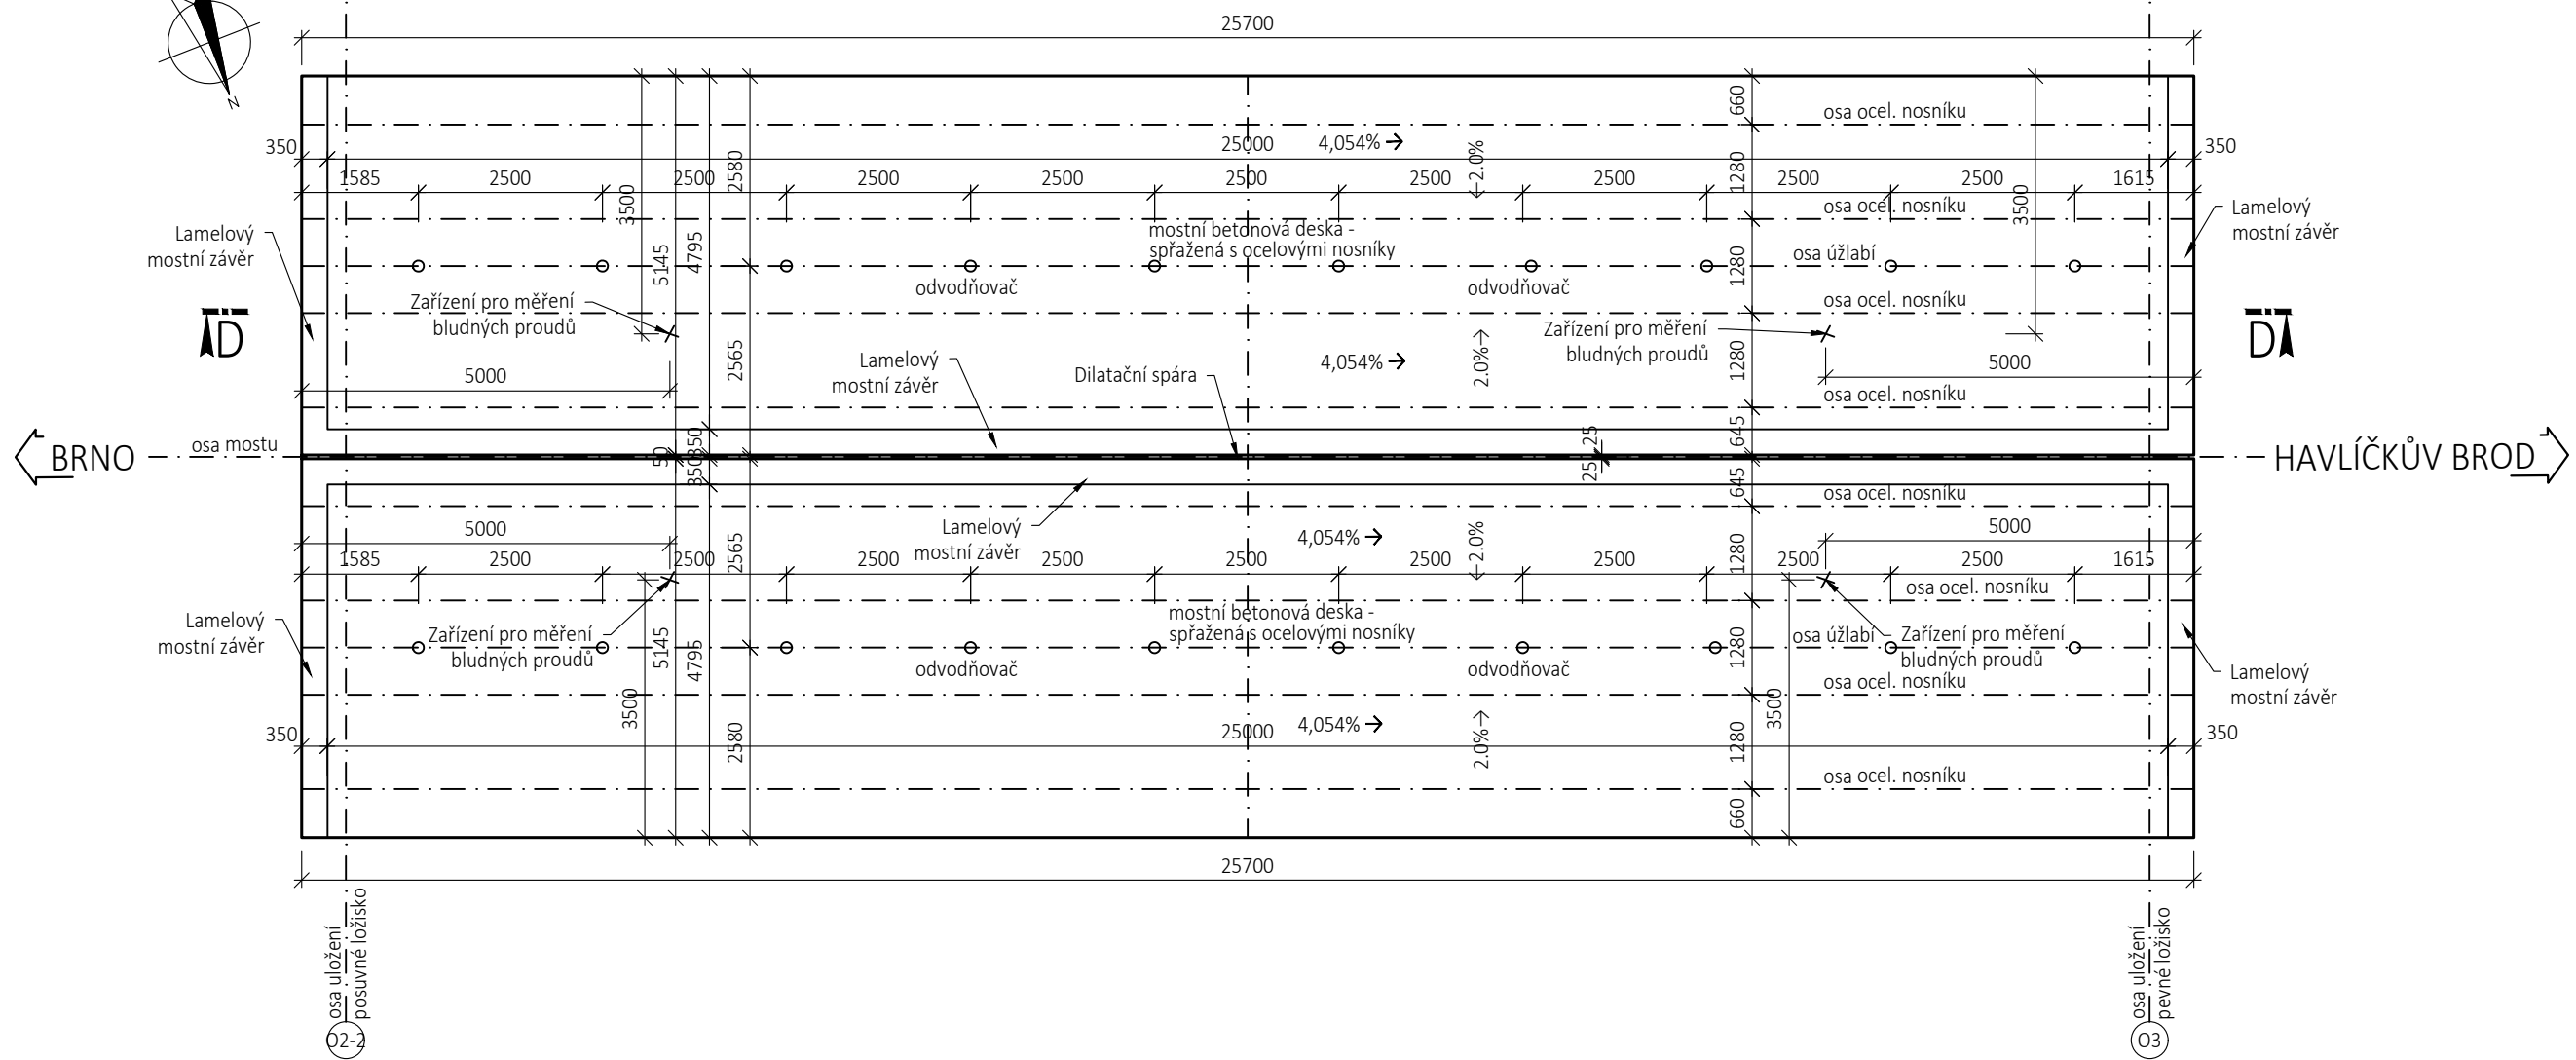 25700
N
660
osa ocel. nosníku
350
25000
4,054%
2.0%
1280
350
1585
2500
2500
2500
2500
2500
2500
2500
2500
2500
1615
3500
2580
3500
osa ocel. nosníku
Lamelový
mostní závěr
Lamelový
mostní závěr
mostní betonová deska -
spřažená s ocelovými nosníky
5145
4795
1280
osa úžlabí
odvodňovač
odvodňovač
Zařízení pro měření
bludných proudů
osa ocel. nosníku
Zařízení pro měření
bludných proudů
D
D
2565
Lamelový
mostní závěr
Dilatační spára
4,054%
2.0%
1280
5000
5000
osa ocel. nosníku
BRNO
osa mostu
50
350
350
25
25
645
645
HAVLÍČKŮV BROD
osa ocel. nosníku
5000
Lamelový
mostní závěr
4,054%
2.0%
5000
1585
2500
2500
2500
2500
2500
2500
2500
2500
2500
1615
2565
1280
osa ocel. nosníku
Lamelový
mostní závěr
Zařízení pro měření
bludných proudů
mostní betonová deska -
spřažená s ocelovými nosníky
5145
4795
1280
osa úžlabí
Zařízení pro měření
bludných proudů
odvodňovač
odvodňovač
osa ocel. nosníku
Lamelový
mostní závěr
3500
3500
350
2580
25000
4,054%
2.0%
1280
350
osa ocel. nosníku
660
25700
osa uložení
posuvné ložisko
osa uložení
pevné ložisko
O2-2
O3